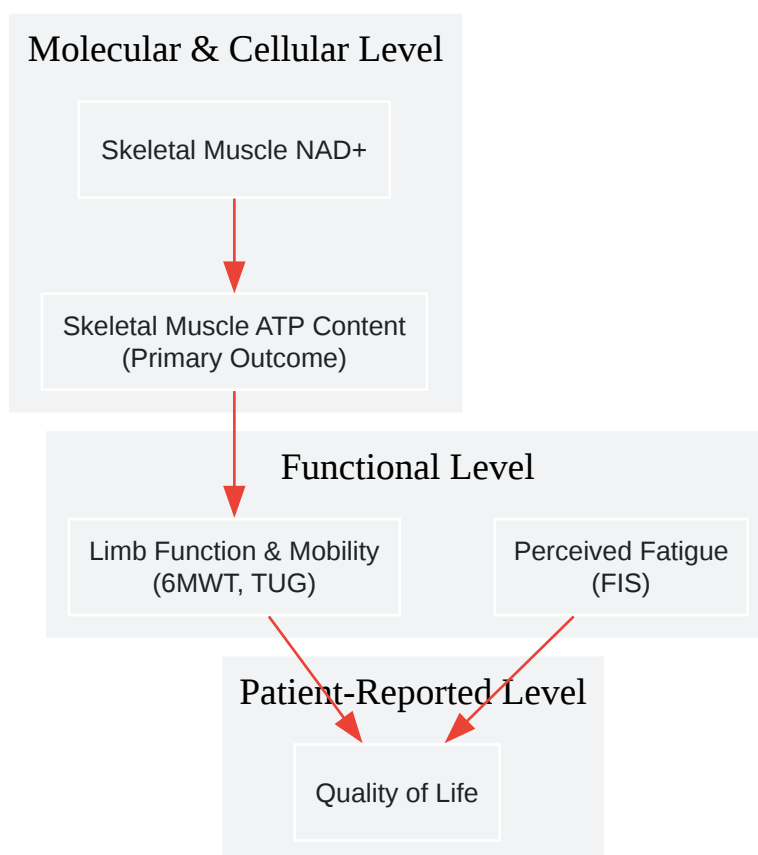 Molecular & Cellular Level
Skeletal Muscle NAD+
Skeletal Muscle ATP Content
(Primary Outcome)
Functional Level
Limb Function & Mobility
(6MWT, TUG)
Perceived Fatigue
(FIS)
Patient-Reported Level
Quality of Life